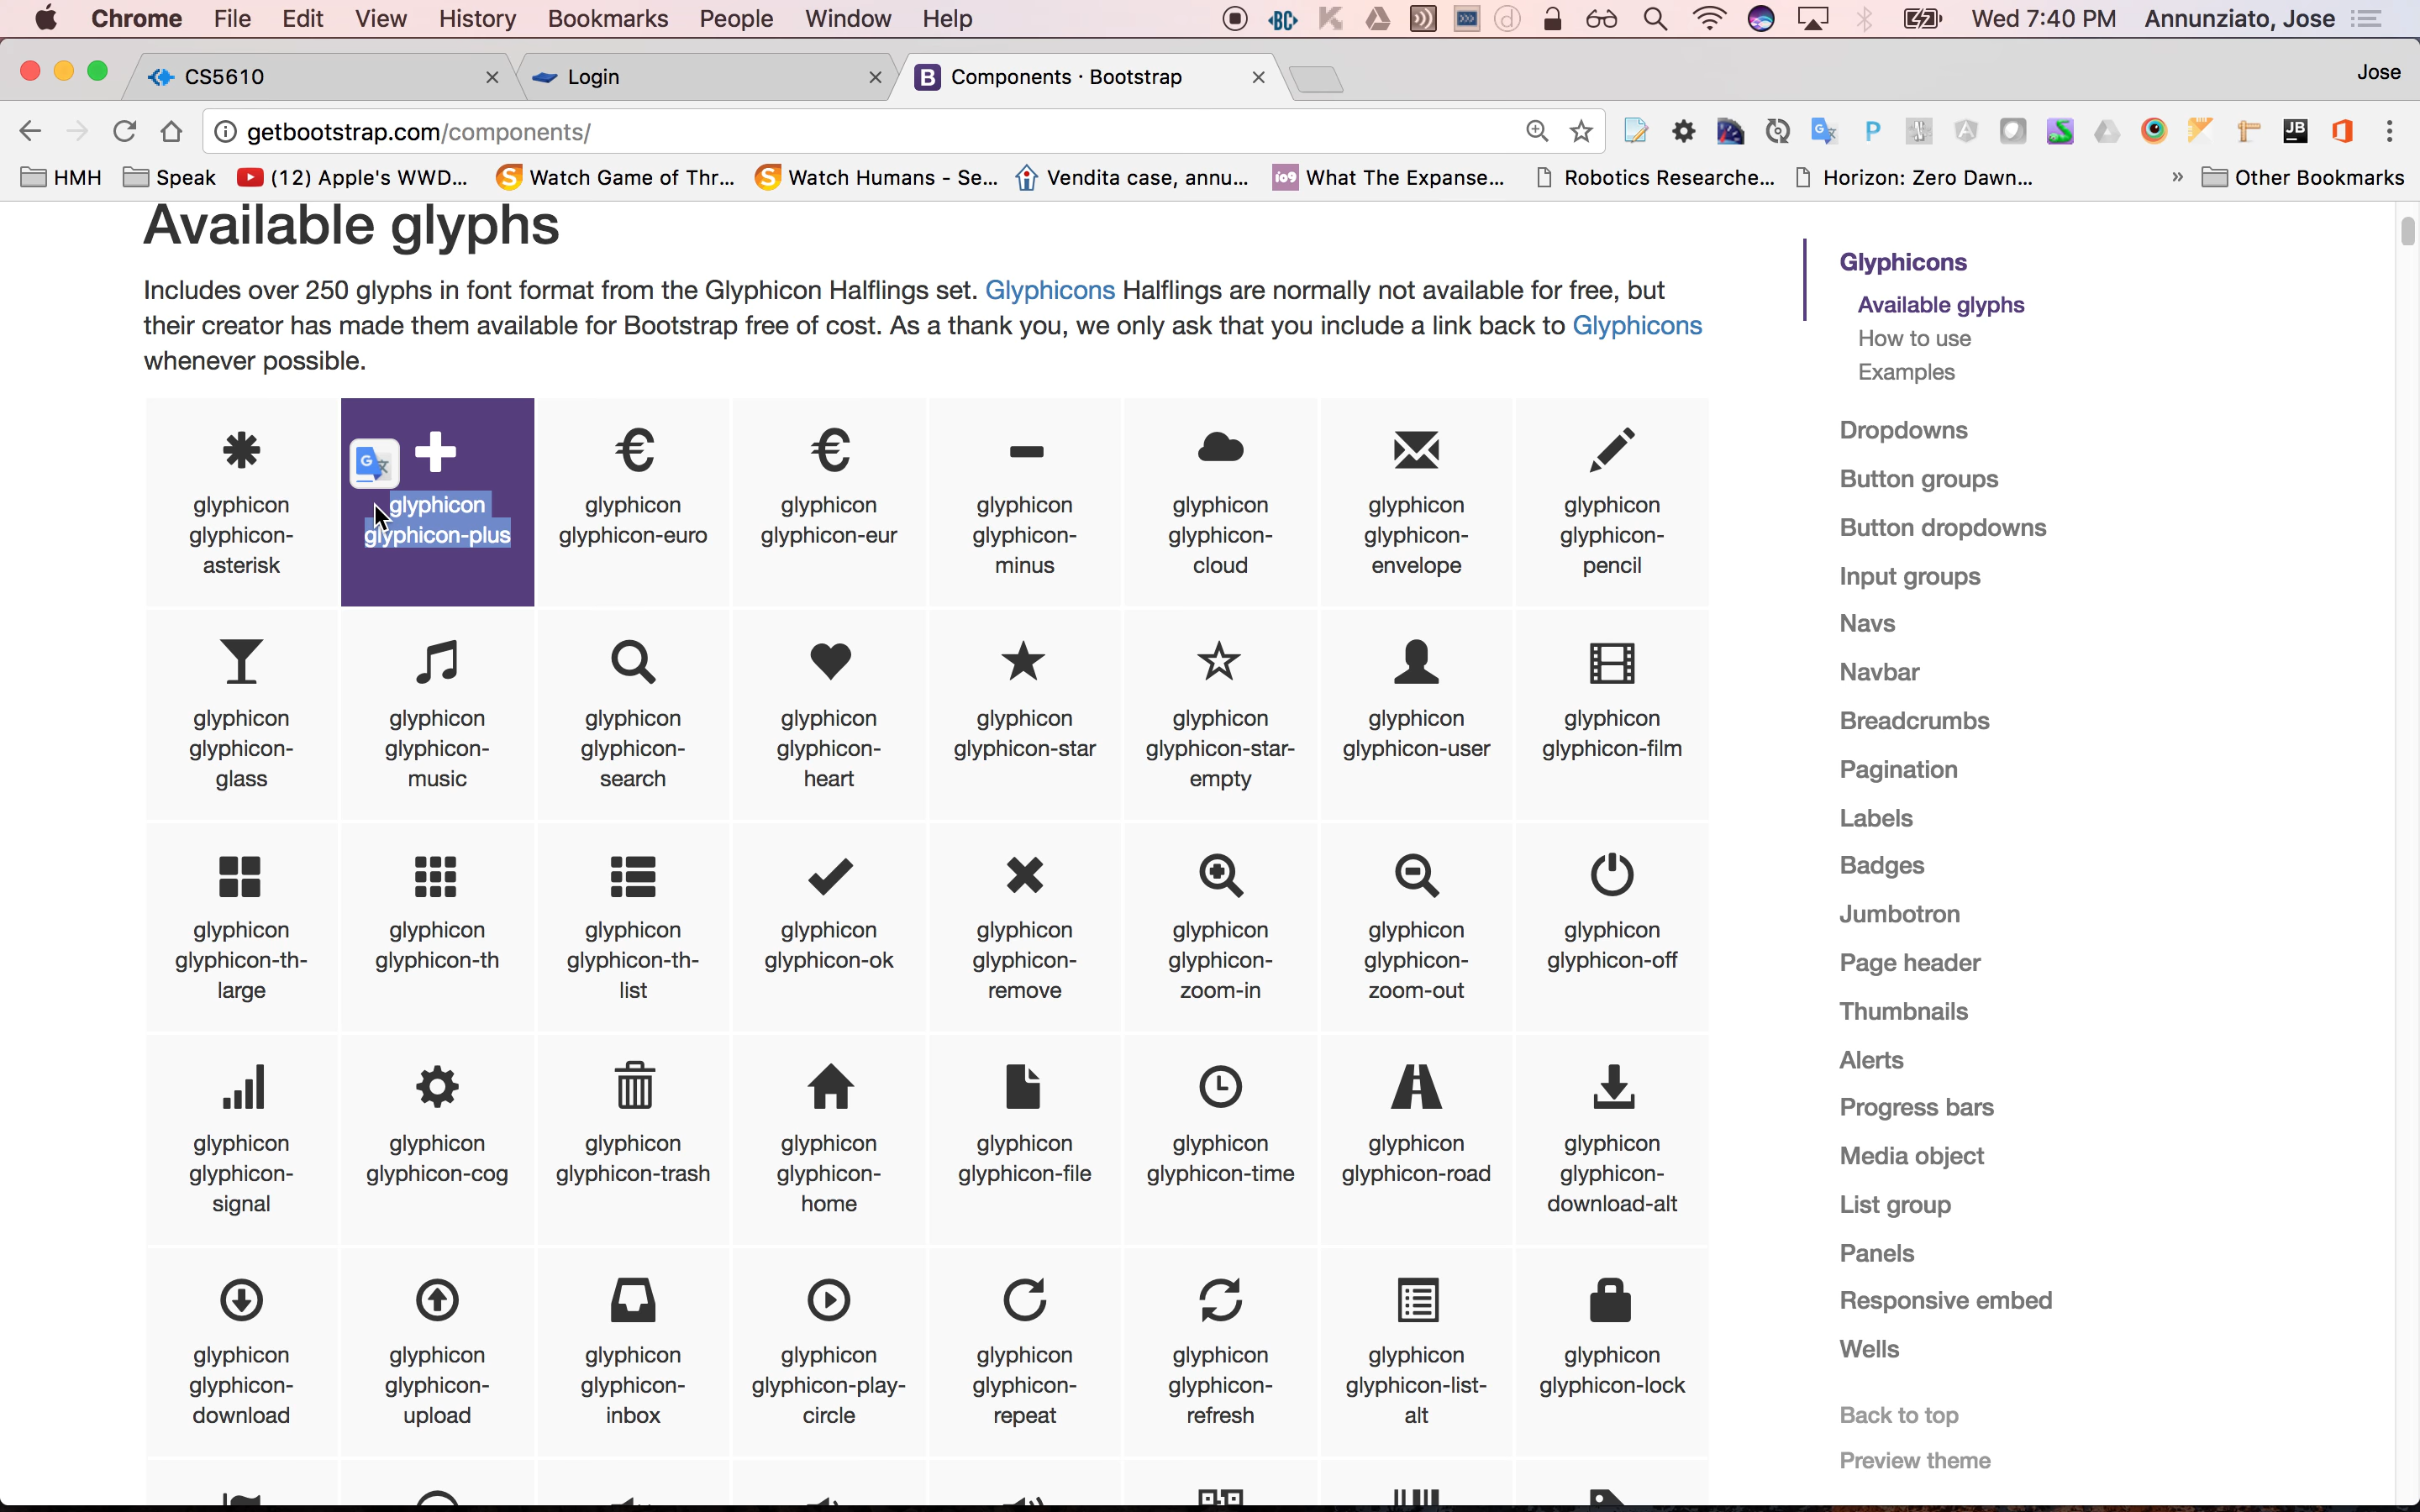 Chrome File Edit View History Bookmarks People Window Help Wed 7:40 PM Annunziato, Jose
CS5610 Login Components · Bootstrap Jose
getbootstrap.com/components/
HMH Speak (12) Apple's WWD... Watch Game of Thr... Watch Humans - Se... Vendita case, annu... What The Expanse... Robotics Researche... Horizon: Zero Dawn... » Other Bookmarks
Available glyphs
Includes over 250 glyphs in font format from the Glyphicon Halflings set. Glyphicons Halflings are normally not available for free, but
their creator has made them available for Bootstrap free of cost. As a thank you, we only ask that you include a link back to Glyphicons
whenever possible.
glyphicon glyphicon glyphicon glyphicon glyphicon glyphicon glyphicon glyphicon
glyphicon- glyphicon-plus glyphicon-euro glyphicon-eur glyphicon- glyphicon- glyphicon- glyphicon-
asterisk minus cloud envelope pencil
glyphicon glyphicon glyphicon glyphicon glyphicon glyphicon glyphicon glyphicon
glyphicon- glyphicon- glyphicon- glyphicon- glyphicon-star glyphicon-star- glyphicon-user glyphicon-film
glass music search heart empty
glyphicon glyphicon glyphicon glyphicon glyphicon glyphicon glyphicon glyphicon
glyphicon-th- glyphicon-th glyphicon-th- glyphicon-ok glyphicon- glyphicon- glyphicon- glyphicon-off
large list remove zoom-in zoom-out
glyphicon glyphicon glyphicon glyphicon glyphicon glyphicon glyphicon glyphicon
glyphicon- glyphicon-cog glyphicon-trash glyphicon- glyphicon-file glyphicon-time glyphicon-road glyphicon-
signal home download-alt
glyphicon glyphicon glyphicon glyphicon glyphicon glyphicon glyphicon glyphicon
glyphicon- glyphicon- glyphicon- glyphicon-play- glyphicon- glyphicon- glyphicon-list- glyphicon-lock
download upload inbox circle repeat refresh alt
Glyphicons
Available glyphs
How to use
Examples
Dropdowns
Button groups
Button dropdowns
Input groups
Navs
Navbar
Breadcrumbs
Pagination
Labels
Badges
Jumbotron
Page header
Thumbnails
Alerts
Progress bars
Media object
List group
Panels
Responsive embed
Wells
Back to top
Preview theme